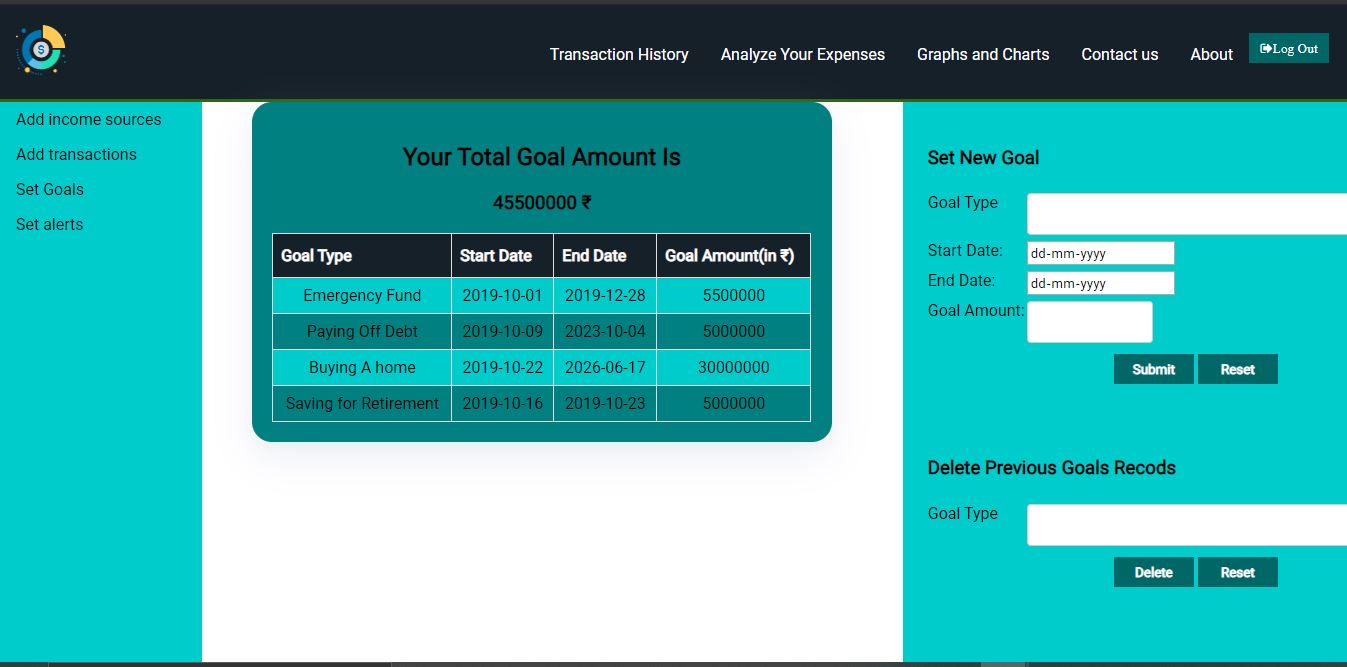 $
Transaction History Analyze Your Expenses Graphs and Charts Contact us About Log Out
Add income sources
Add transactions
Set Goals
Set alerts
Your Total Goal Amount Is
45500000 ₹
Goal Type Start Date End Date Goal Amount(in ₹)
Emergency Fund 2019-10-01 2019-12-28 5500000
Paying Off Debt 2019-10-09 2023-10-04 5000000
Buying A home 2019-10-22 2026-06-17 30000000
Saving for Retirement 2019-10-16 2019-10-23 5000000
Set New Goal
Goal Type
Start Date: dd-mm-yyyy
End Date: dd-mm-yyyy
Goal Amount:
Submit Reset
Delete Previous Goals Recods
Goal Type
Delete Reset